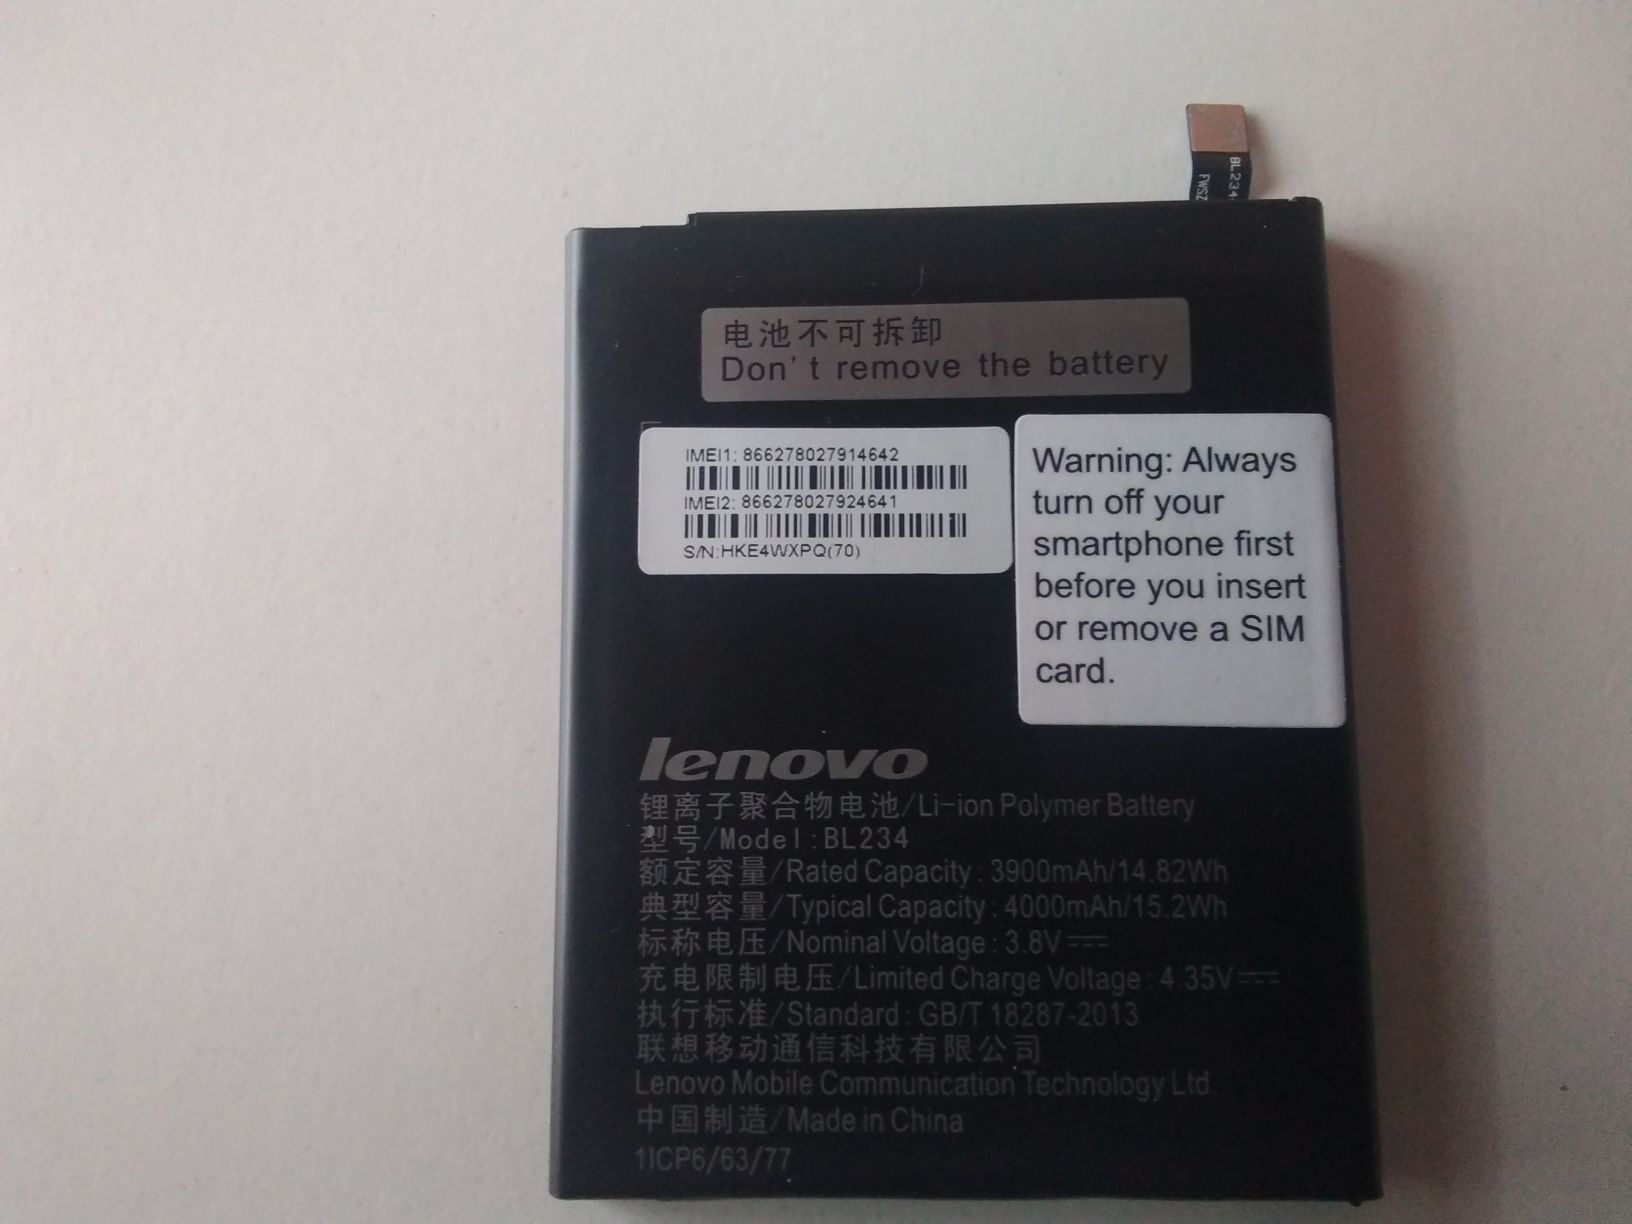 BL234
FWSZ
电池不可拆卸
Don't remove the battery
IMEI1: 866278027914642
IMEI2: 866278027924641
S/N:HKE4WXPQ(70)
Warning: Always
turn off your
smartphone first
before you insert
or remove a SIM
card.
lenovo
锂离子聚合物电池/Li-ion Polymer Battery
型号/Model:BL234
额定容量/Rated Capacity: 3900mAh/14.82Wh
典型容量/Typical Capacity: 4000mAh/15.2Wh
标称电压/Nominal Voltage: 3.8V
充电限制电压/Limited Charge Voltage: 4.35V
执行标准/Standard: GB/T 18287-2013
联想移动通信科技有限公司
Lenovo Mobile Communication Technology Ltd.
中国制造/Made in China
1ICP6/63/77